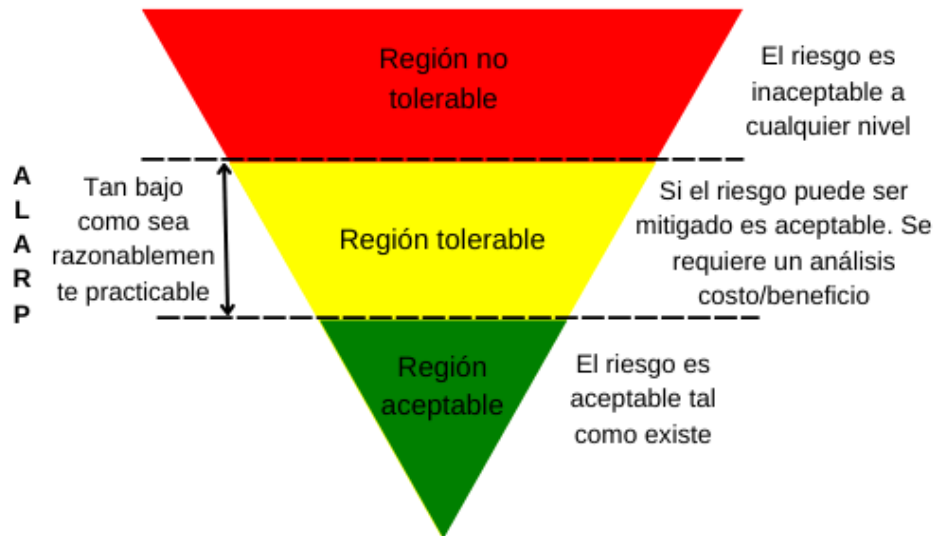 Región no
tolerable
El riesgo es
inaceptable a
cualquier nivel
A
L
A
R
P
Tan bajo
como sea
razonablemen
te practicable
Región tolerable
Si el riesgo puede ser
mitigado es aceptable. Se
requiere un análisis
costo/beneficio
Región
aceptable
El riesgo es
aceptable tal
como existe